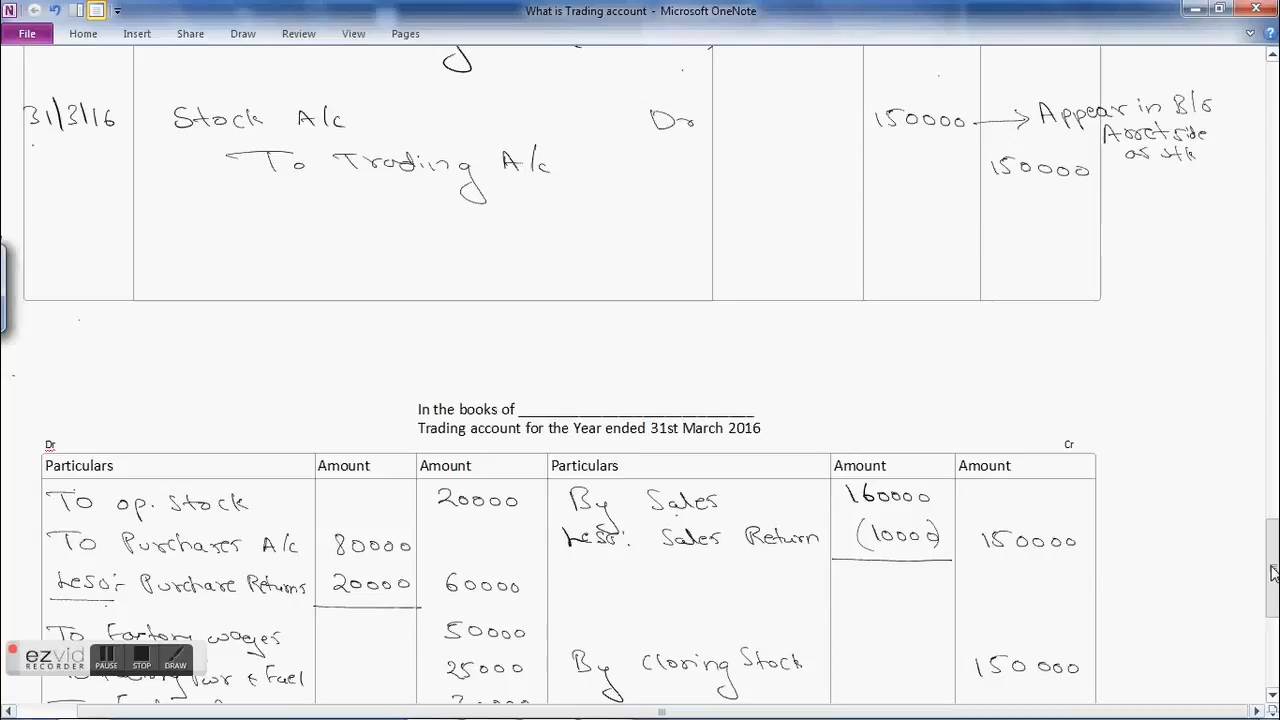 What is Trading account - Microsoft OneNote
File Home Insert Share Draw Review View Pages
31/3/16 Stock A/c Dr 150000 → Appear in B/s
Asset side
as stk
To Trading A/c 150000
In the books of ______________________________
Trading account for the Year ended 31st March 2016
Dr Cr
Particulars Amount Amount Particulars Amount Amount
To op. Stock 20000 By Sales 160000
To Purchases A/c 80000 Less: Sales Return (10000) 150000
Less:- Purchase Returns 20000 60000
To Factory wages 50000
Pwr & Fuel 25000 By closing Stock 150000
ezvid
RECORDER
PAUSE STOP DRAW